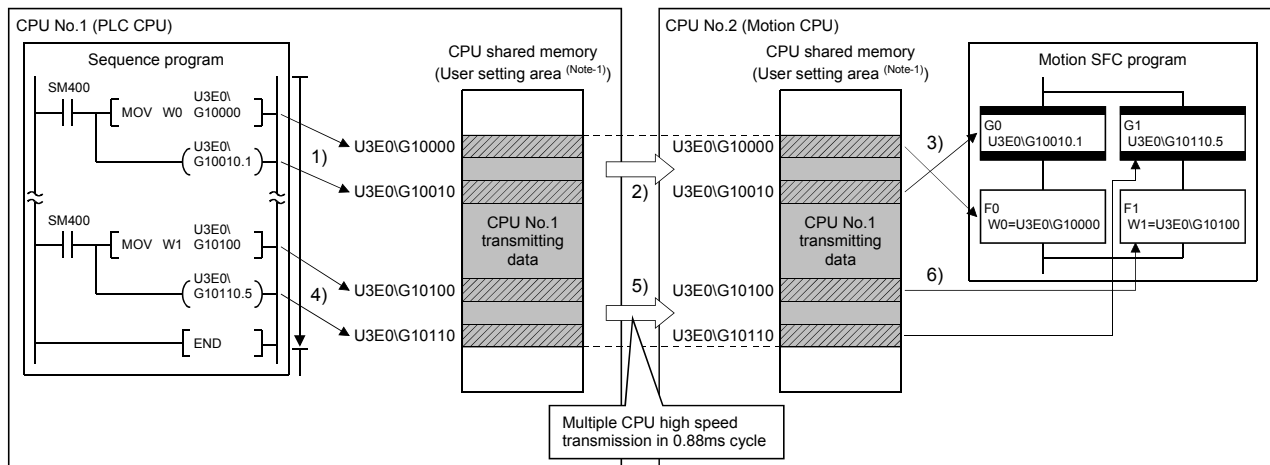 CPU No.1 (PLC CPU)
Sequence program
SM400
MOV W0 U3E0\
G10000
U3E0\
G10010.1
1)
SM400
MOV W1 U3E0\
G10100
U3E0\
G10110.5
4)
END
CPU shared memory
(User setting area (Note-1))
U3E0\G10000
U3E0\G10010
CPU No.1
transmitting
data
U3E0\G10100
U3E0\G10110
2)
5)
Multiple CPU high speed
transmission in 0.88ms cycle
CPU No.2 (Motion CPU)
CPU shared memory
(User setting area (Note-1))
U3E0\G10000
U3E0\G10010
CPU No.1
transmitting
data
U3E0\G10100
U3E0\G10110
3)
6)
Motion SFC program
G0
U3E0\G10010.1
G1
U3E0\G10110.5
F0
W0=U3E0\G10000
F1
W1=U3E0\G10100